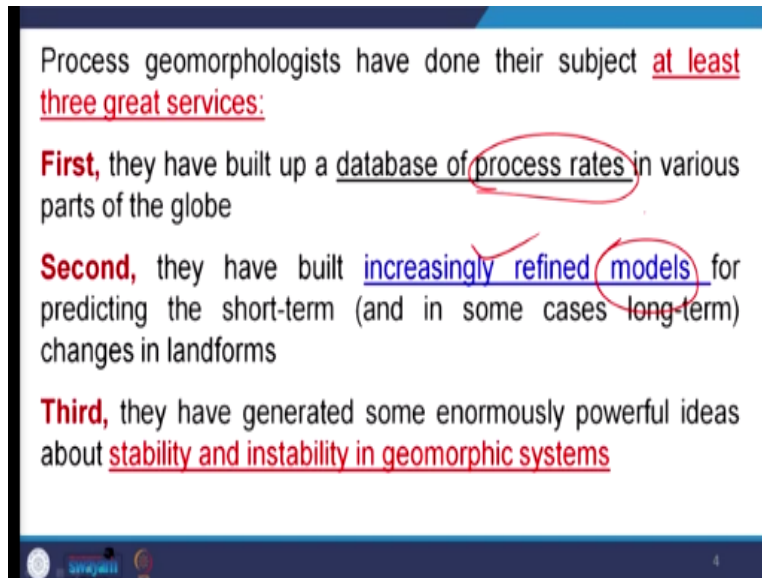 Process geomorphologists have done their subject at least
three great services:
First, they have built up a database of process rates in various
parts of the globe
Second, they have built increasingly refined models for
predicting the short-term (and in some cases long-term)
changes in landforms
Third, they have generated some enormously powerful ideas
about stability and instability in geomorphic systems
swayam
4